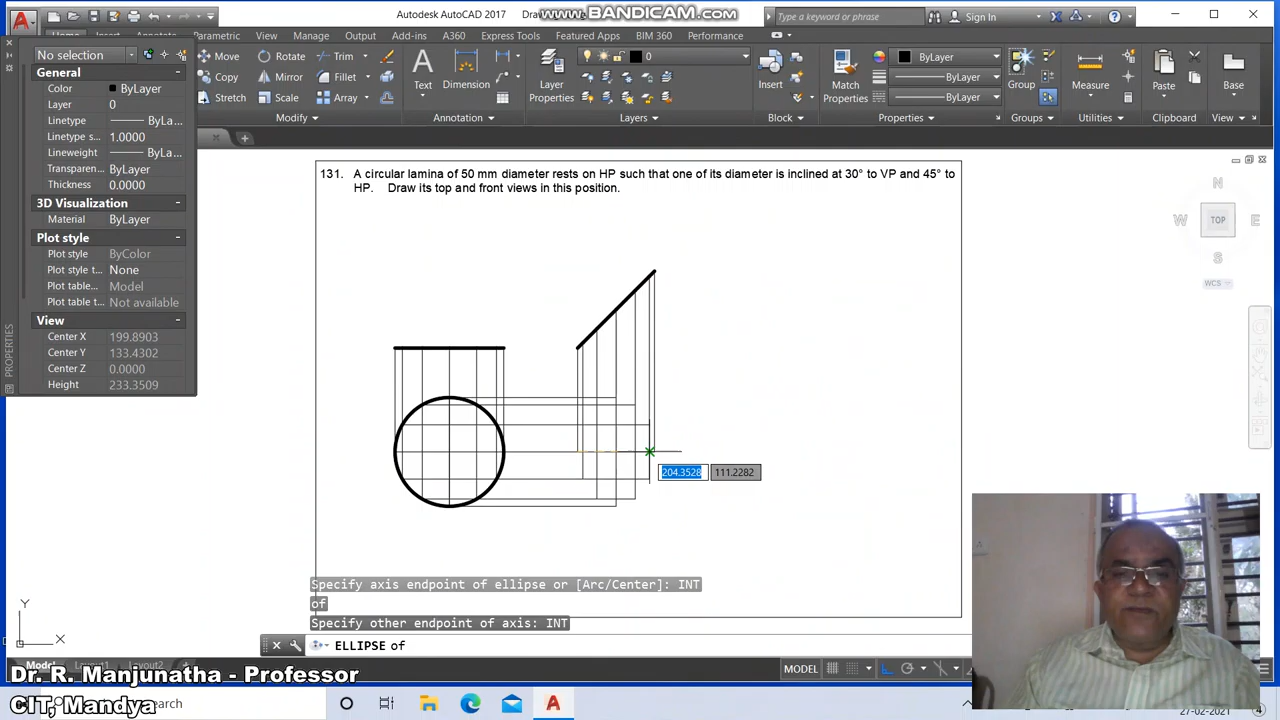 Autodesk AutoCAD 2017
www.BANDICAM.com
Type a keyword or phrase
Sign In
Home Insert Annotate Parametric View Manage Output Add-ins A360 Express Tools Featured Apps BIM 360 Performance
No selection
General
Color ByLayer
Layer 0
Linetype ByLa...
Linetype s... 1.0000
Lineweight ByLa...
Transparen... ByLayer
Thickness 0.0000
3D Visualization
Material ByLayer
Plot style
Plot style ByColor
Plot style t... None
Plot table... Model
Plot table t... Not available
View
Center X 199.8903
Center Y 133.4302
Center Z 0.0000
Height 233.3509
PROPERTIES
Move Rotate Trim
Copy Mirror Fillet
Stretch Scale Array
Modify
Text
Dimension
Annotation
Layer Properties
0
Layers
Insert
Block
Match Properties
ByLayer
ByLayer
ByLayer
Properties
Group
Groups
Measure
Utilities
Paste
Clipboard
Base
View
131. A circular lamina of 50 mm diameter rests on HP such that one of its diameter is inclined at 30° to VP and 45° to
HP. Draw its top and front views in this position.
N
W TOP E
S
WCS
204.3528 111.2282
Specify axis endpoint of ellipse or [Arc/Center]: INT
of
Specify other endpoint of axis: INT
ELLIPSE of
Y
X
Model Layout1 Layout2 +
MODEL
Dr. R. Manjunatha - Professor
CIT, Mandya
27-02-2021